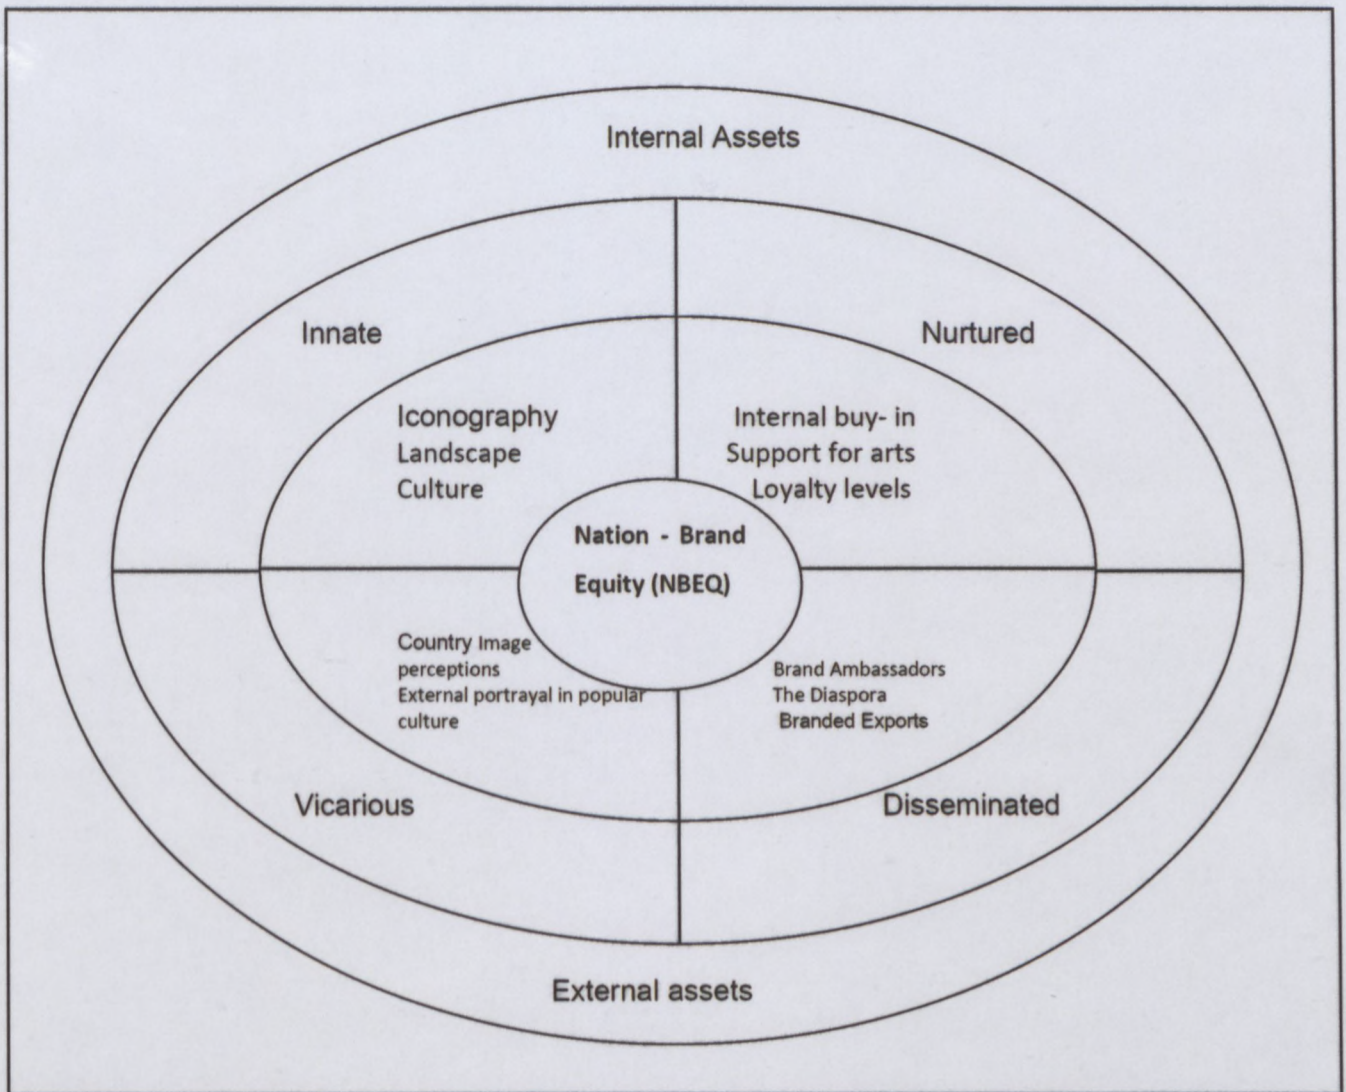 Internal Assets
Innate
Nurtured
Iconography
Landscape
Culture
Internal buy- in
Support for arts
Loyalty levels
Nation - Brand
Equity (NBEQ)
Country Image
perceptions
External portrayal in popular
culture
Brand Ambassadors
The Diaspora
Branded Exports
Vicarious
Disseminated
External assets